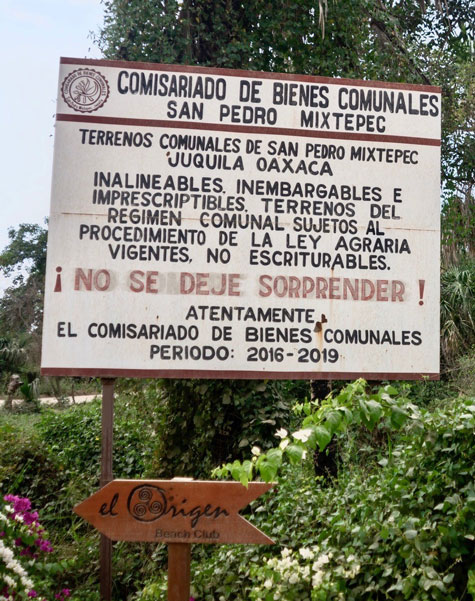 COMISARIADO DE BIENES COMUNALES
SAN PEDRO MIXTEPEC
TERRENOS COMUNALES DE SAN PEDRO MIXTEPEC
JUQUILA OAXACA
INALINEABLES, INEMBARGABLES E
IMPRESCRIPTIBLES, TERRENOS DEL
REGIMEN COMUNAL SUJETOS AL
PROCEDIMIENTO DE LA LEY AGRARIA
VIGENTES, NO ESCRITURABLES.
¡NO SE DEJE SORPRENDER!
ATENTAMENTE
EL COMISARIADO DE BIENES COMUNALES
PERIODO: 2016-2019
el Origen
Beach Club